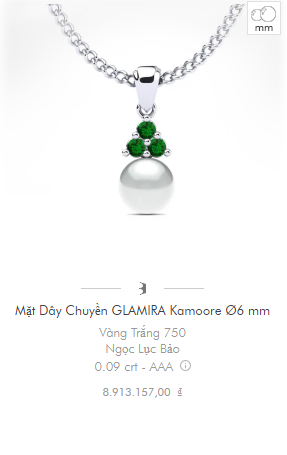 mm
Mặt Dây Chuyền GLAMIRA Kamoore Ø6 mm
Vàng Trắng 750
Ngọc Lục Bảo
0.09 crt - AAA
8.913.157,00 ₫